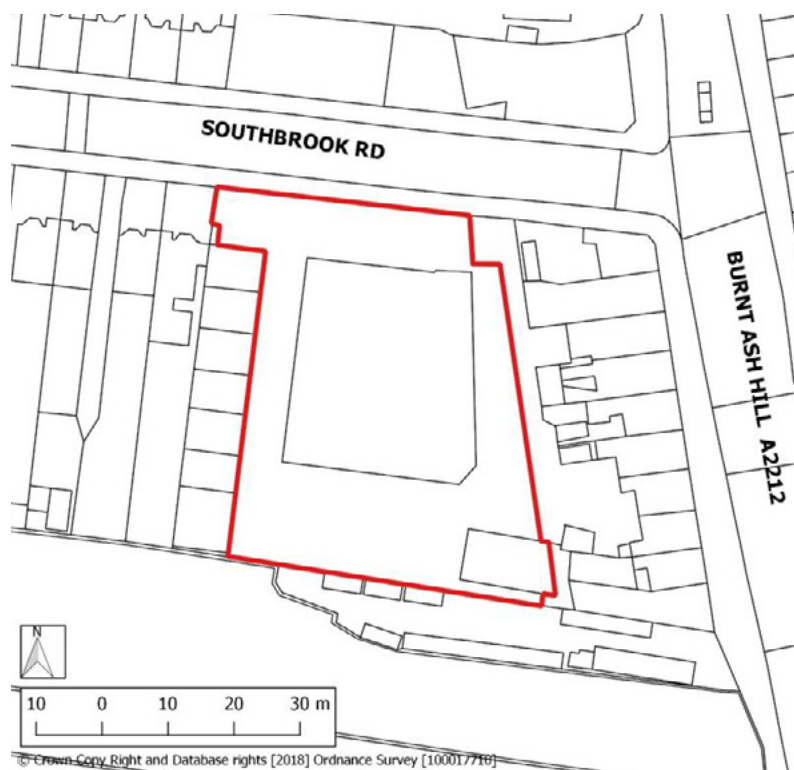 SOUTHBROOK RD
BURNT ASH HILL A2212
N
10 0 10 20 30 m
© Crown Copy Right and Database rights [2018] Ordnance Survey [100017710]